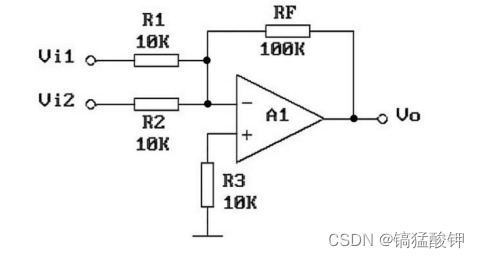 R1
10K
RF
100K
Vi1
Vi2
R2
10K
−
+
A1
Vo
R3
10K
CSDN @镐猛酸钾